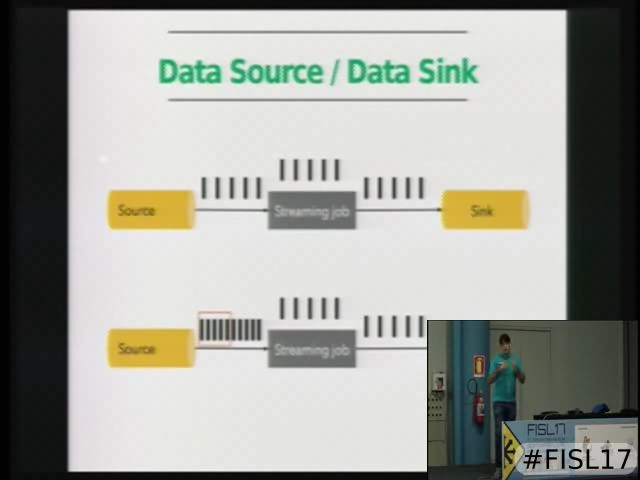 Data Source / Data Sink
Source
Streaming job
Sink
Source
Streaming job
FISL17
#FISL17